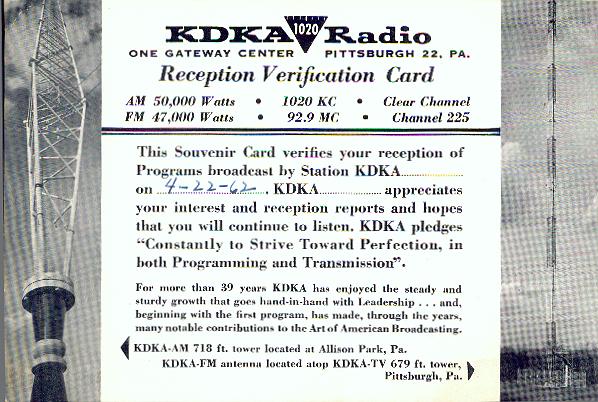 KDKA 1020 Radio
ONE GATEWAY CENTER PITTSBURGH 22, PA.
Reception Verification Card
AM 50,000 Watts • 1020 KC • Clear Channel
FM 47,000 Watts • 92.9 MC • Channel 225
This Souvenir Card verifies your reception of
Programs broadcast by Station KDKA
on 4-22-62, KDKA appreciates
your interest and reception reports and hopes
that you will continue to listen. KDKA pledges
“Constantly to Strive Toward Perfection, in
both Programming and Transmission”.
For more than 39 years KDKA has enjoyed the steady and
sturdy growth that goes hand-in-hand with Leadership . . . and,
beginning with the first program, has made, through the years,
many notable contributions to the Art of American Broadcasting.
KDKA-AM 718 ft. tower located at Allison Park, Pa.
KDKA-FM antenna located atop KDKA-TV 679 ft. tower,
Pittsburgh, Pa.